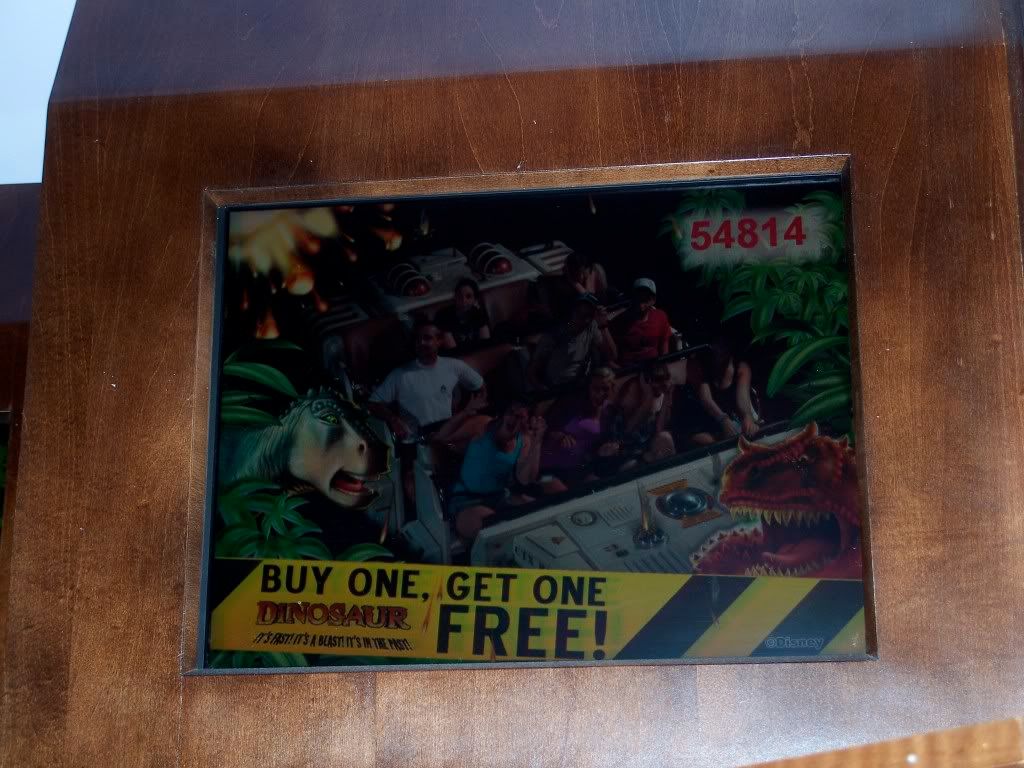 54814
BUY ONE, GET ONE
FREE!
DINOSAUR
IT'S FAST! IT'S A BEAST! IT'S IN THE PAST!
©Disney